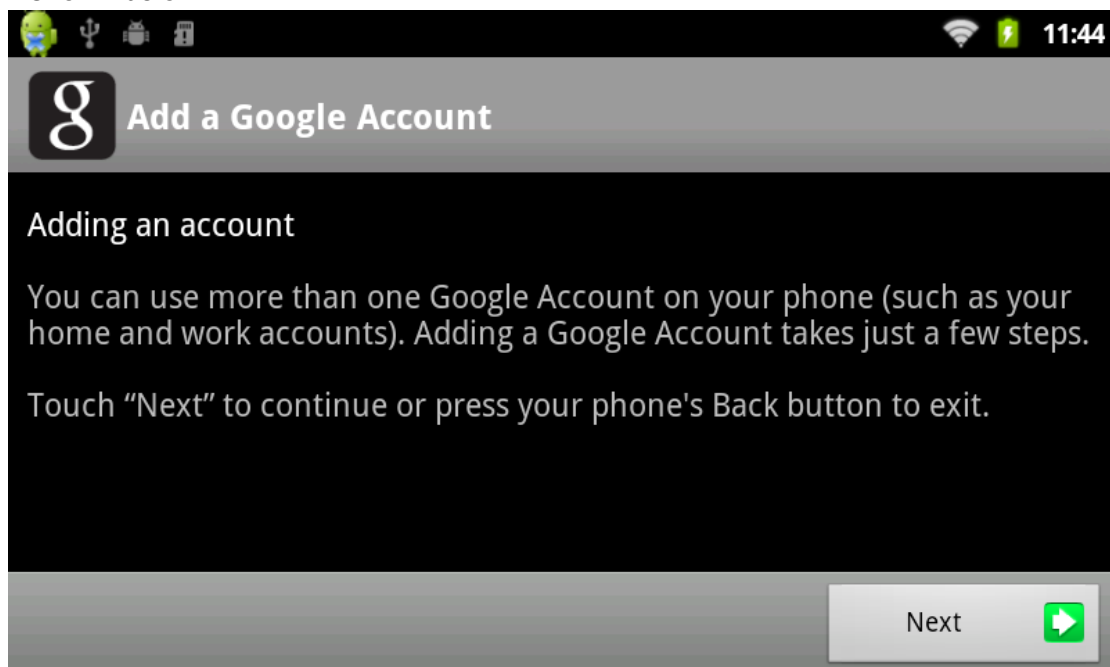 11:44
g
Add a Google Account
Adding an account
You can use more than one Google Account on your phone (such as your
home and work accounts). Adding a Google Account takes just a few steps.
Touch “Next” to continue or press your phone's Back button to exit.
Next